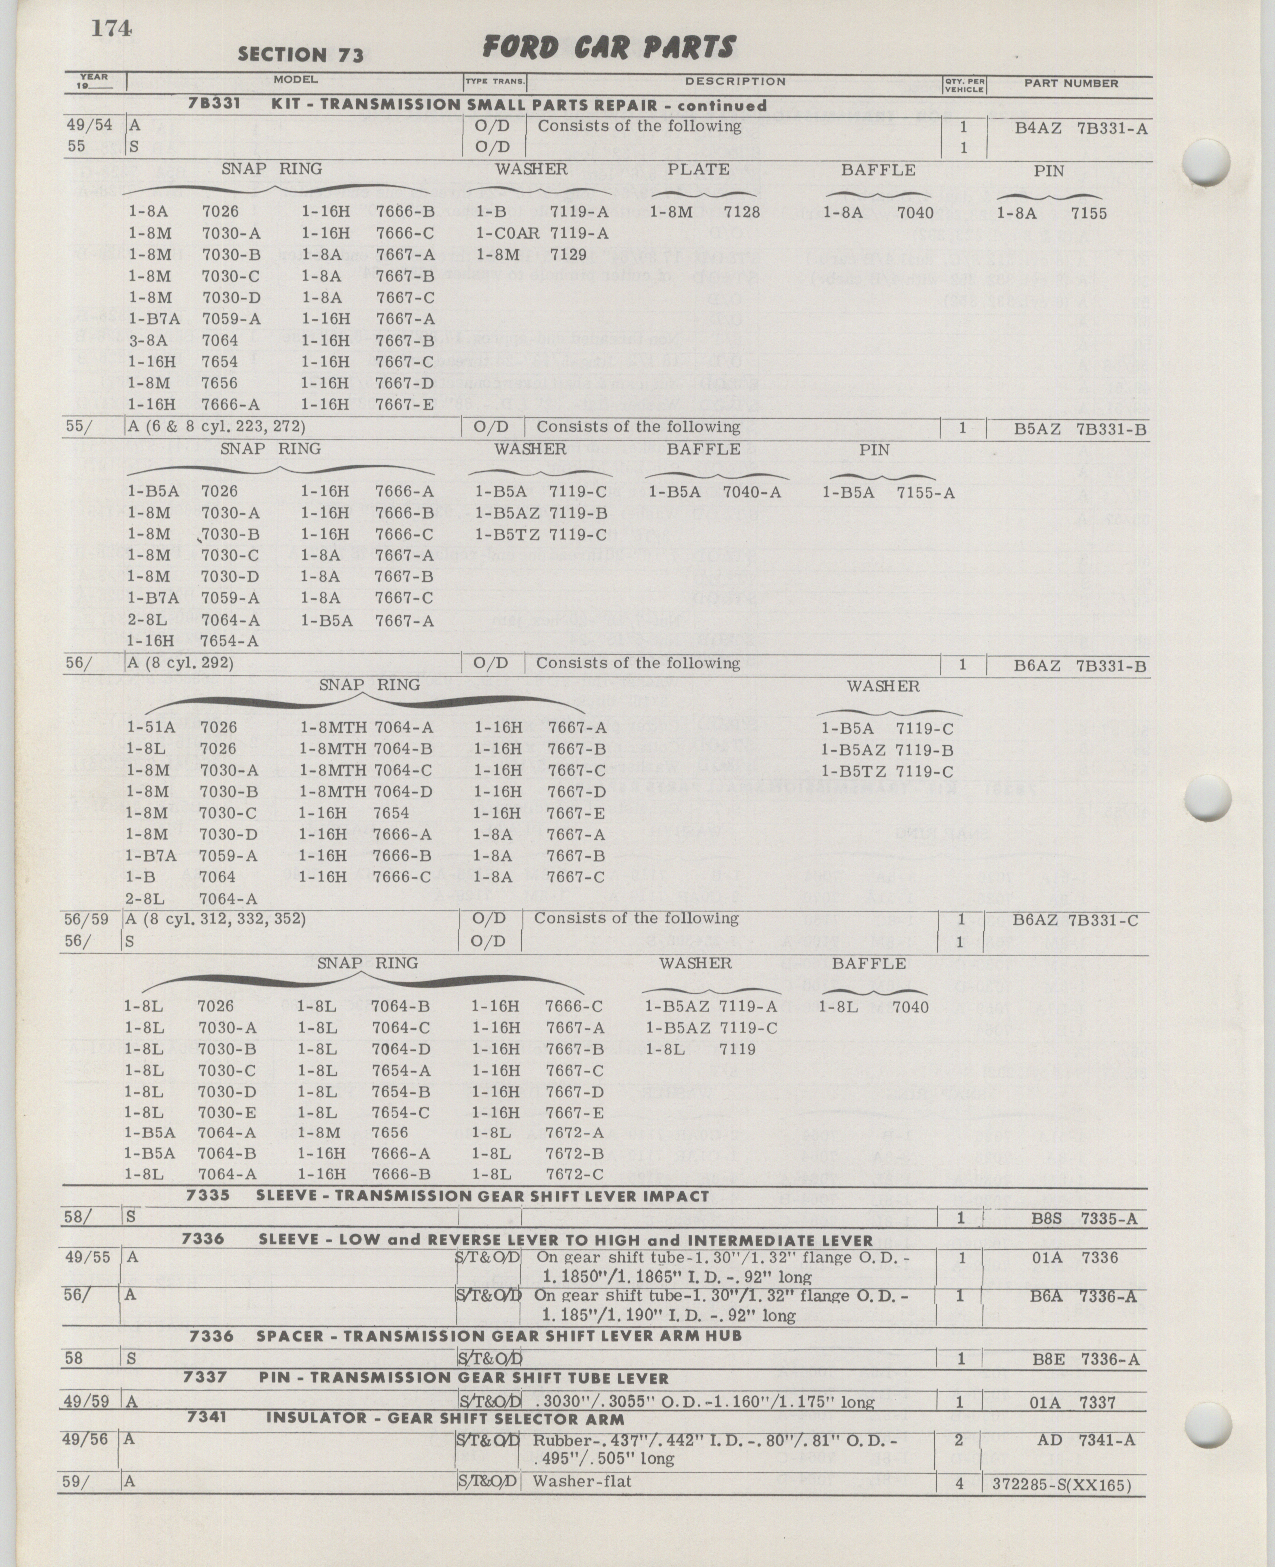 174
SECTION 73 FORD CAR PARTS
YEAR 19__ MODEL TYPE TRANS. DESCRIPTION QTY. PER VEHICLE PART NUMBER
7B331 KIT - TRANSMISSION SMALL PARTS REPAIR - continued
49/54 A O/D Consists of the following 1 B4AZ 7B331-A
55 S O/D 1
SNAP RING WASHER PLATE BAFFLE PIN
1-8A 7026 1-16H 7666-B 1-B 7119-A 1-8M 7128 1-8A 7040 1-8A 7155
1-8M 7030-A 1-16H 7666-C 1-C0AR 7119-A
1-8M 7030-B 1-8A 7667-A 1-8M 7129
1-8M 7030-C 1-8A 7667-B
1-8M 7030-D 1-8A 7667-C
1-B7A 7059-A 1-16H 7667-A
3-8A 7064 1-16H 7667-B
1-16H 7654 1-16H 7667-C
1-8M 7656 1-16H 7667-D
1-16H 7666-A 1-16H 7667-E
55/ A (6 & 8 cyl. 223, 272) O/D Consists of the following 1 B5AZ 7B331-B
SNAP RING WASHER BAFFLE PIN
1-B5A 7026 1-16H 7666-A 1-B5A 7119-C 1-B5A 7040-A 1-B5A 7155-A
1-8M 7030-A 1-16H 7666-B 1-B5AZ 7119-B
1-8M 7030-B 1-16H 7666-C 1-B5TZ 7119-C
1-8M 7030-C 1-8A 7667-A
1-8M 7030-D 1-8A 7667-B
1-B7A 7059-A 1-8A 7667-C
2-8L 7064-A 1-B5A 7667-A
1-16H 7654-A
56/ A (8 cyl. 292) O/D Consists of the following 1 B6AZ 7B331-B
SNAP RING WASHER
1-51A 7026 1-8MTH 7064-A 1-16H 7667-A 1-B5A 7119-C
1-8L 7026 1-8MTH 7064-B 1-16H 7667-B 1-B5AZ 7119-B
1-8M 7030-A 1-8MTH 7064-C 1-16H 7667-C 1-B5TZ 7119-C
1-8M 7030-B 1-8MTH 7064-D 1-16H 7667-D
1-8M 7030-C 1-16H 7654 1-16H 7667-E
1-8M 7030-D 1-16H 7666-A 1-8A 7667-A
1-B7A 7059-A 1-16H 7666-B 1-8A 7667-B
1-B 7064 1-16H 7666-C 1-8A 7667-C
2-8L 7064-A
56/59 A (8 cyl. 312, 332, 352) O/D Consists of the following 1 B6AZ 7B331-C
56/ S O/D 1
SNAP RING WASHER BAFFLE
1-8L 7026 1-8L 7064-B 1-16H 7666-C 1-B5AZ 7119-A 1-8L 7040
1-8L 7030-A 1-8L 7064-C 1-16H 7667-A 1-B5AZ 7119-C
1-8L 7030-B 1-8L 7064-D 1-16H 7667-B 1-8L 7119
1-8L 7030-C 1-8L 7654-A 1-16H 7667-C
1-8L 7030-D 1-8L 7654-B 1-16H 7667-D
1-8L 7030-E 1-8L 7654-C 1-16H 7667-E
1-B5A 7064-A 1-8M 7656 1-8L 7672-A
1-B5A 7064-B 1-16H 7666-A 1-8L 7672-B
1-8L 7064-A 1-16H 7666-B 1-8L 7672-C
7335 SLEEVE - TRANSMISSION GEAR SHIFT LEVER IMPACT
58/ S 1 B8S 7335-A
7336 SLEEVE - LOW and REVERSE LEVER TO HIGH and INTERMEDIATE LEVER
49/55 A S/T&O/D On gear shift tube-1.30"/1.32" flange O.D.- 1 01A 7336
1.1850"/1.1865" I.D.-.92" long
56/ A S/T&O/D On gear shift tube-1.30"/1.32" flange O.D.- 1 B6A 7336-A
1.185"/1.190" I.D.-.92" long
7336 SPACER - TRANSMISSION GEAR SHIFT LEVER ARM HUB
58 S S/T&O/D 1 B8E 7336-A
7337 PIN - TRANSMISSION GEAR SHIFT TUBE LEVER
49/59 A S/T&O/D .3030"/.3055" O.D.-1.160"/1.175" long 1 01A 7337
7341 INSULATOR - GEAR SHIFT SELECTOR ARM
49/56 A S/T&O/D Rubber-.437"/.442" I.D.-.80"/.81" O.D.- 2 AD 7341-A
.495"/.505" long
59/ A S/T&O/D Washer-flat 4 372285-S(XX165)